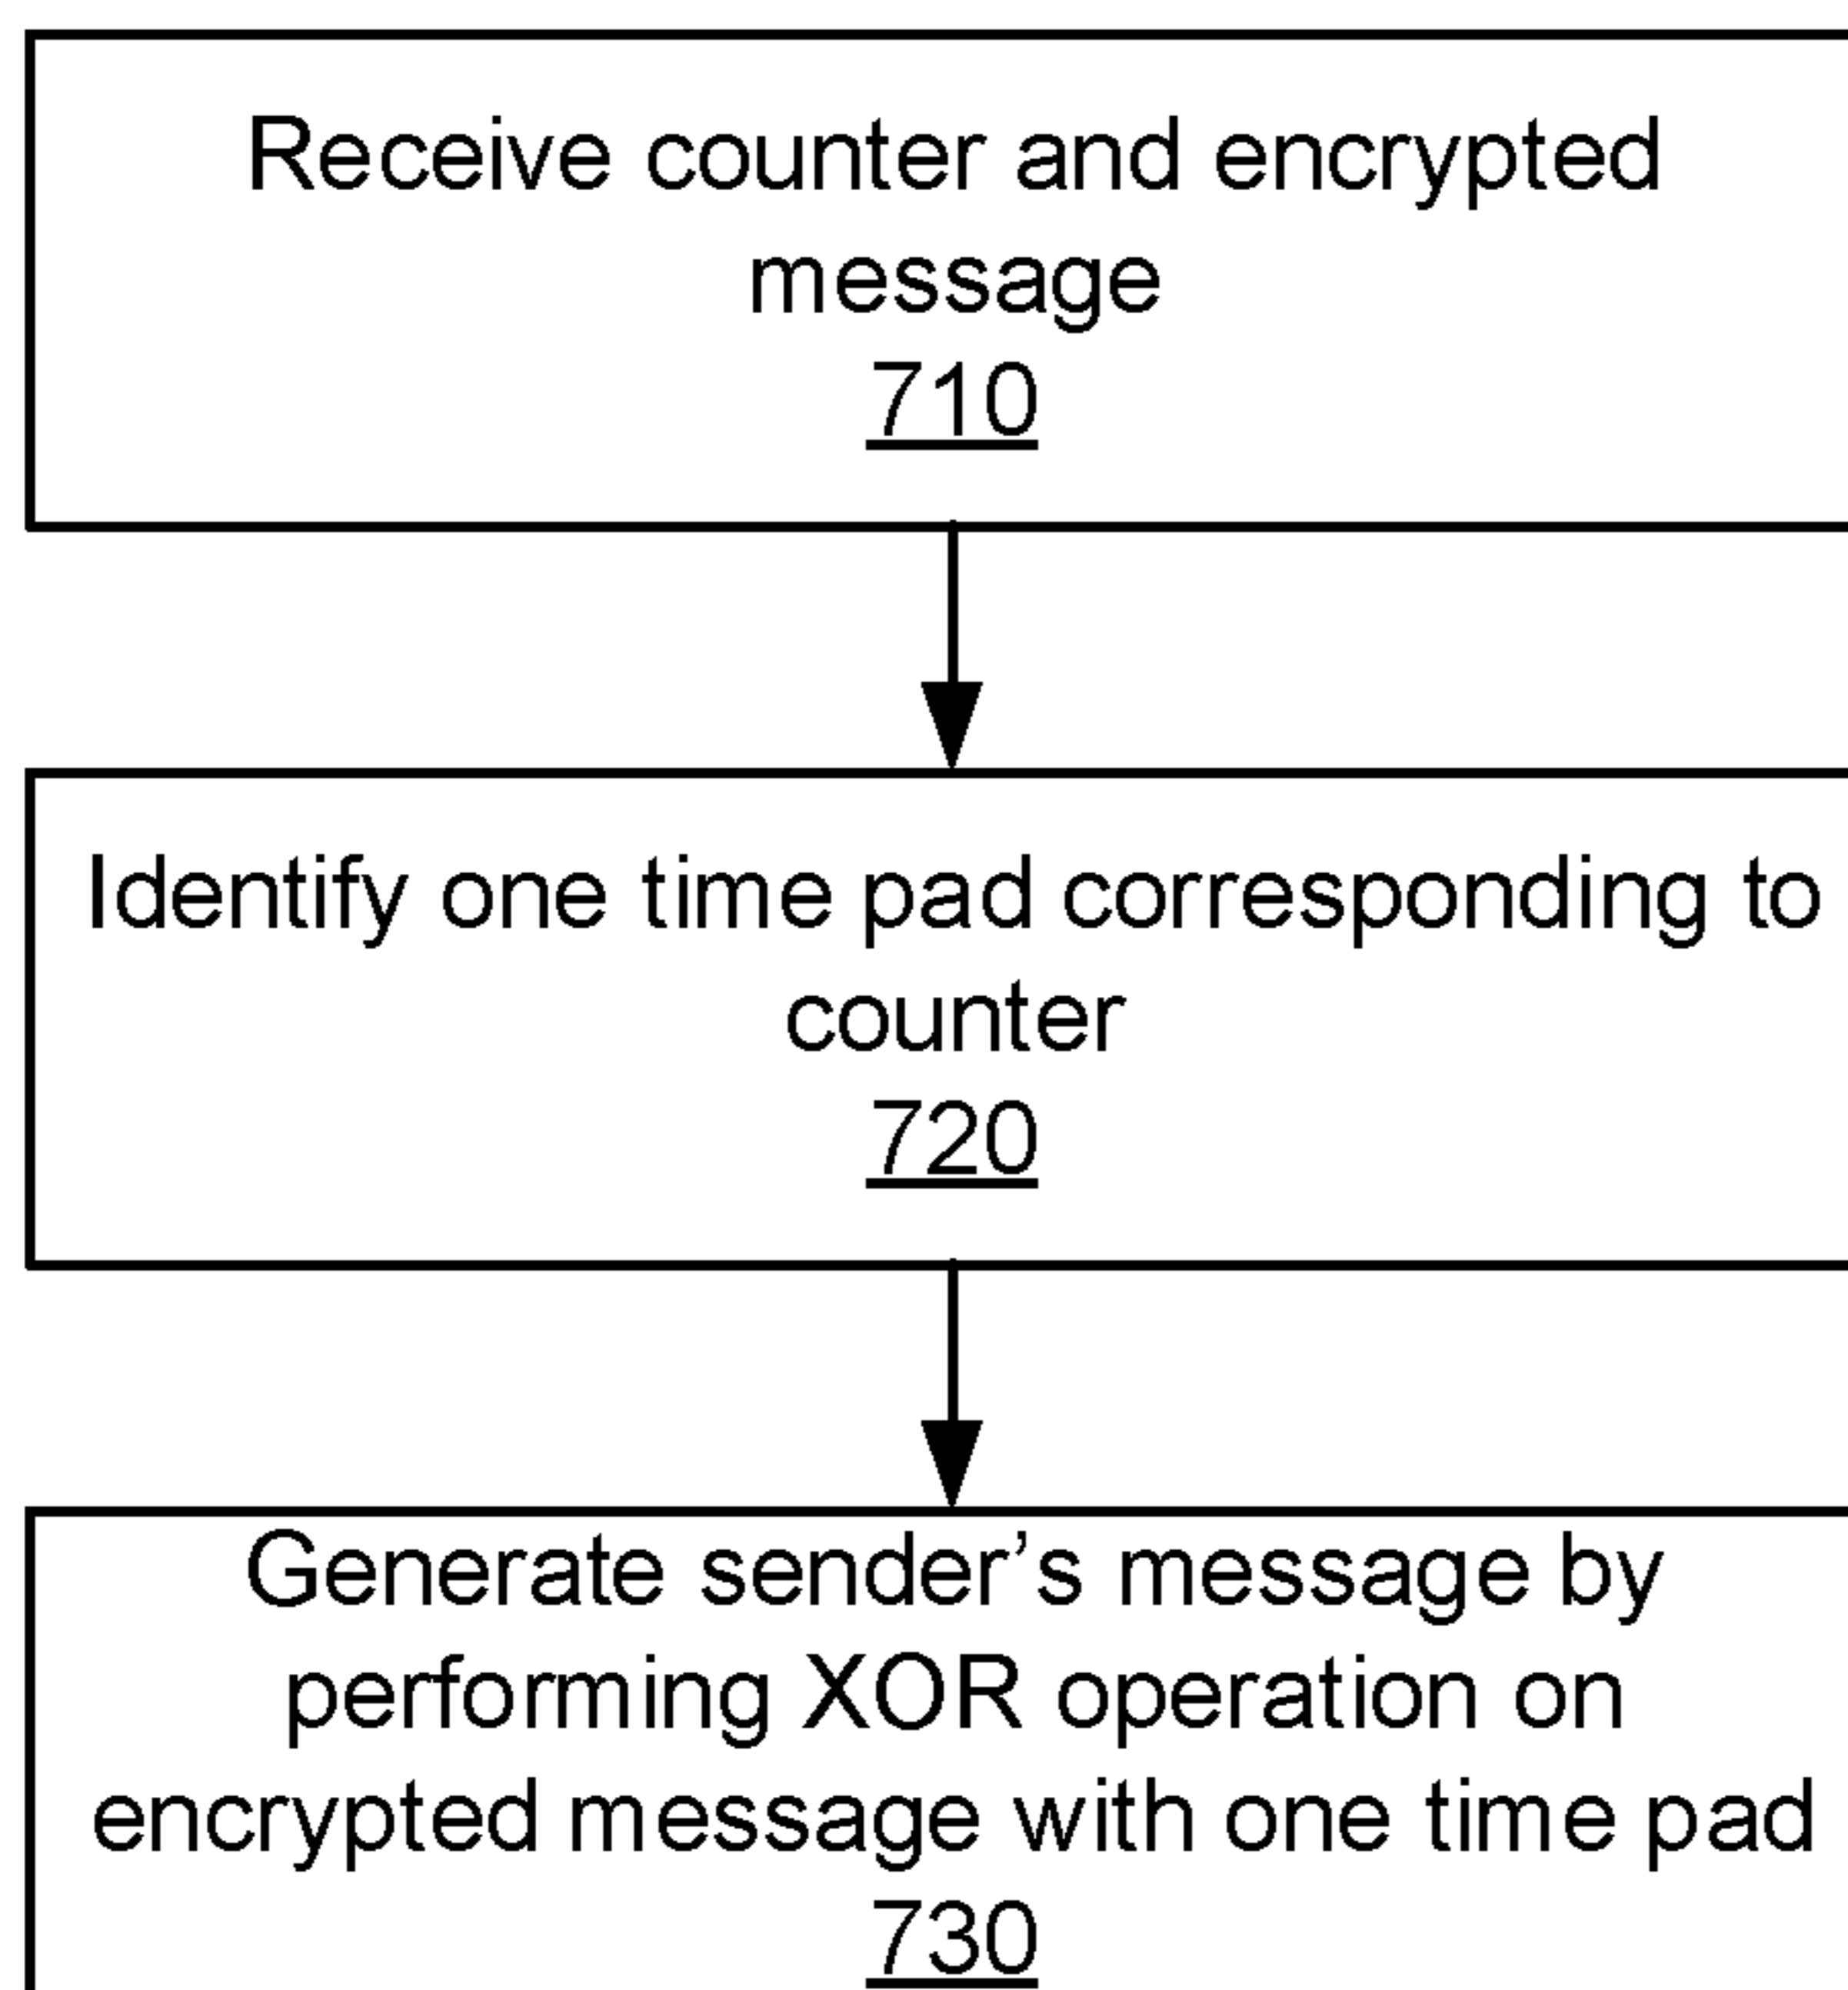 Receive counter and encrypted
message
710
Identify one time pad corresponding to
counter
720
Generate sender’s message by
performing XOR operation on
encrypted message with one time pad
730